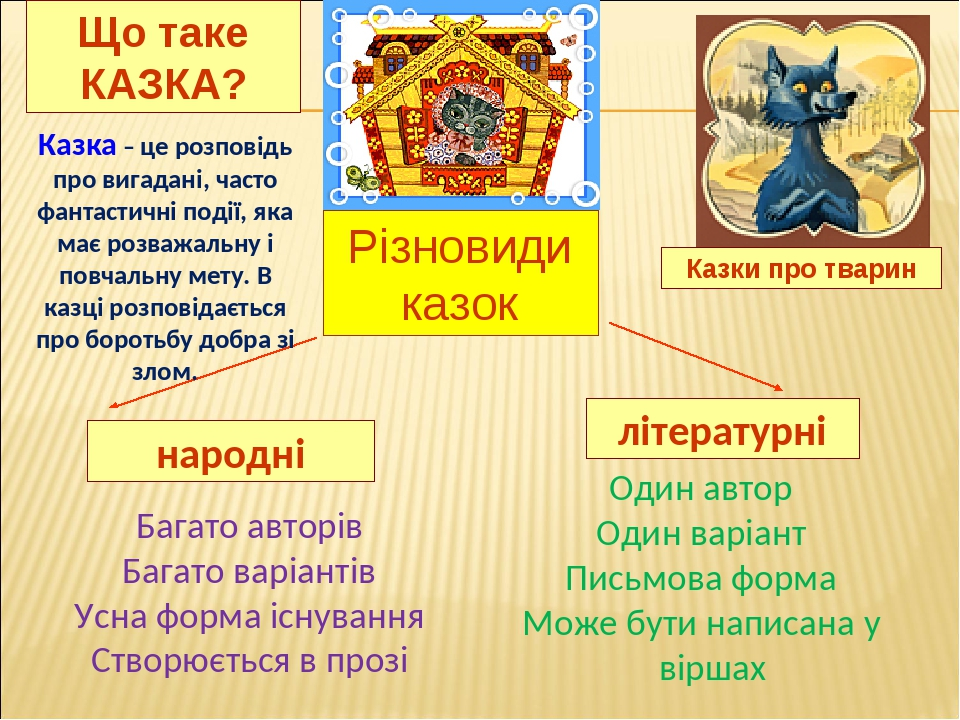 Що таке
КАЗКА?
Казка – це розповідь
про вигадані, часто
фантастичні події, яка
має розважальну і
повчальну мету. В
казці розповідається
про боротьбу добра зі
злом.
Різновиди
казок
Казки про тварин
народні
Багато авторів
Багато варіантів
Усна форма існування
Створюється в прозі
літературні
Один автор
Один варіант
Письмова форма
Може бути написана у
віршах